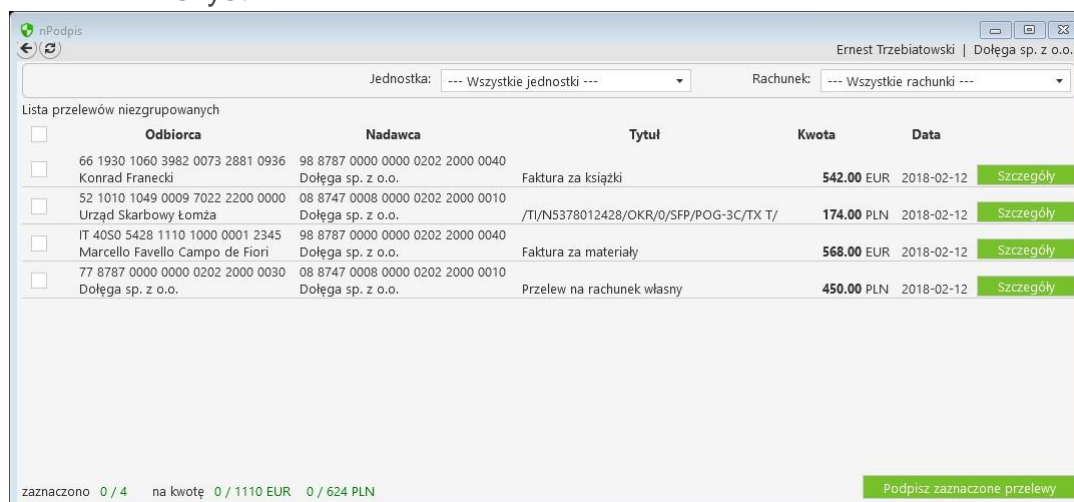 nPodpis
Ernest Trzebiatowski | Dołęga sp. z o.o.
Jednostka: --- Wszystkie jednostki --- Rachunek: --- Wszystkie rachunki ---
Lista przelewów niezgrupowanych
Odbiorca Nadawca Tytuł Kwota Data
66 1930 1060 3982 0073 2881 0936 98 8787 0000 0000 0202 2000 0040
Konrad Franecki Dołęga sp. z o.o. Faktura za książki 542.00 EUR 2018-02-12 Szczegóły
52 1010 1049 0009 7022 2200 0000 08 8747 0008 0000 0202 2000 0010
Urząd Skarbowy Łomża Dołęga sp. z o.o. /TI/N5378012428/OKR/0/SFP/POG-3C/TX T/ 174.00 PLN 2018-02-12 Szczegóły
IT 40S0 5428 1110 1000 0001 2345 98 8787 0000 0000 0202 2000 0040
Marcello Favello Campo de Fiori Dołęga sp. z o.o. Faktura za materiały 568.00 EUR 2018-02-12 Szczegóły
77 8787 0000 0000 0202 2000 0030 08 8747 0008 0000 0202 2000 0010
Dołęga sp. z o.o. Dołęga sp. z o.o. Przelew na rachunek własny 450.00 PLN 2018-02-12 Szczegóły
zaznaczono 0 / 4 na kwotę 0 / 1110 EUR 0 / 624 PLN Podpisz zaznaczone przelewy